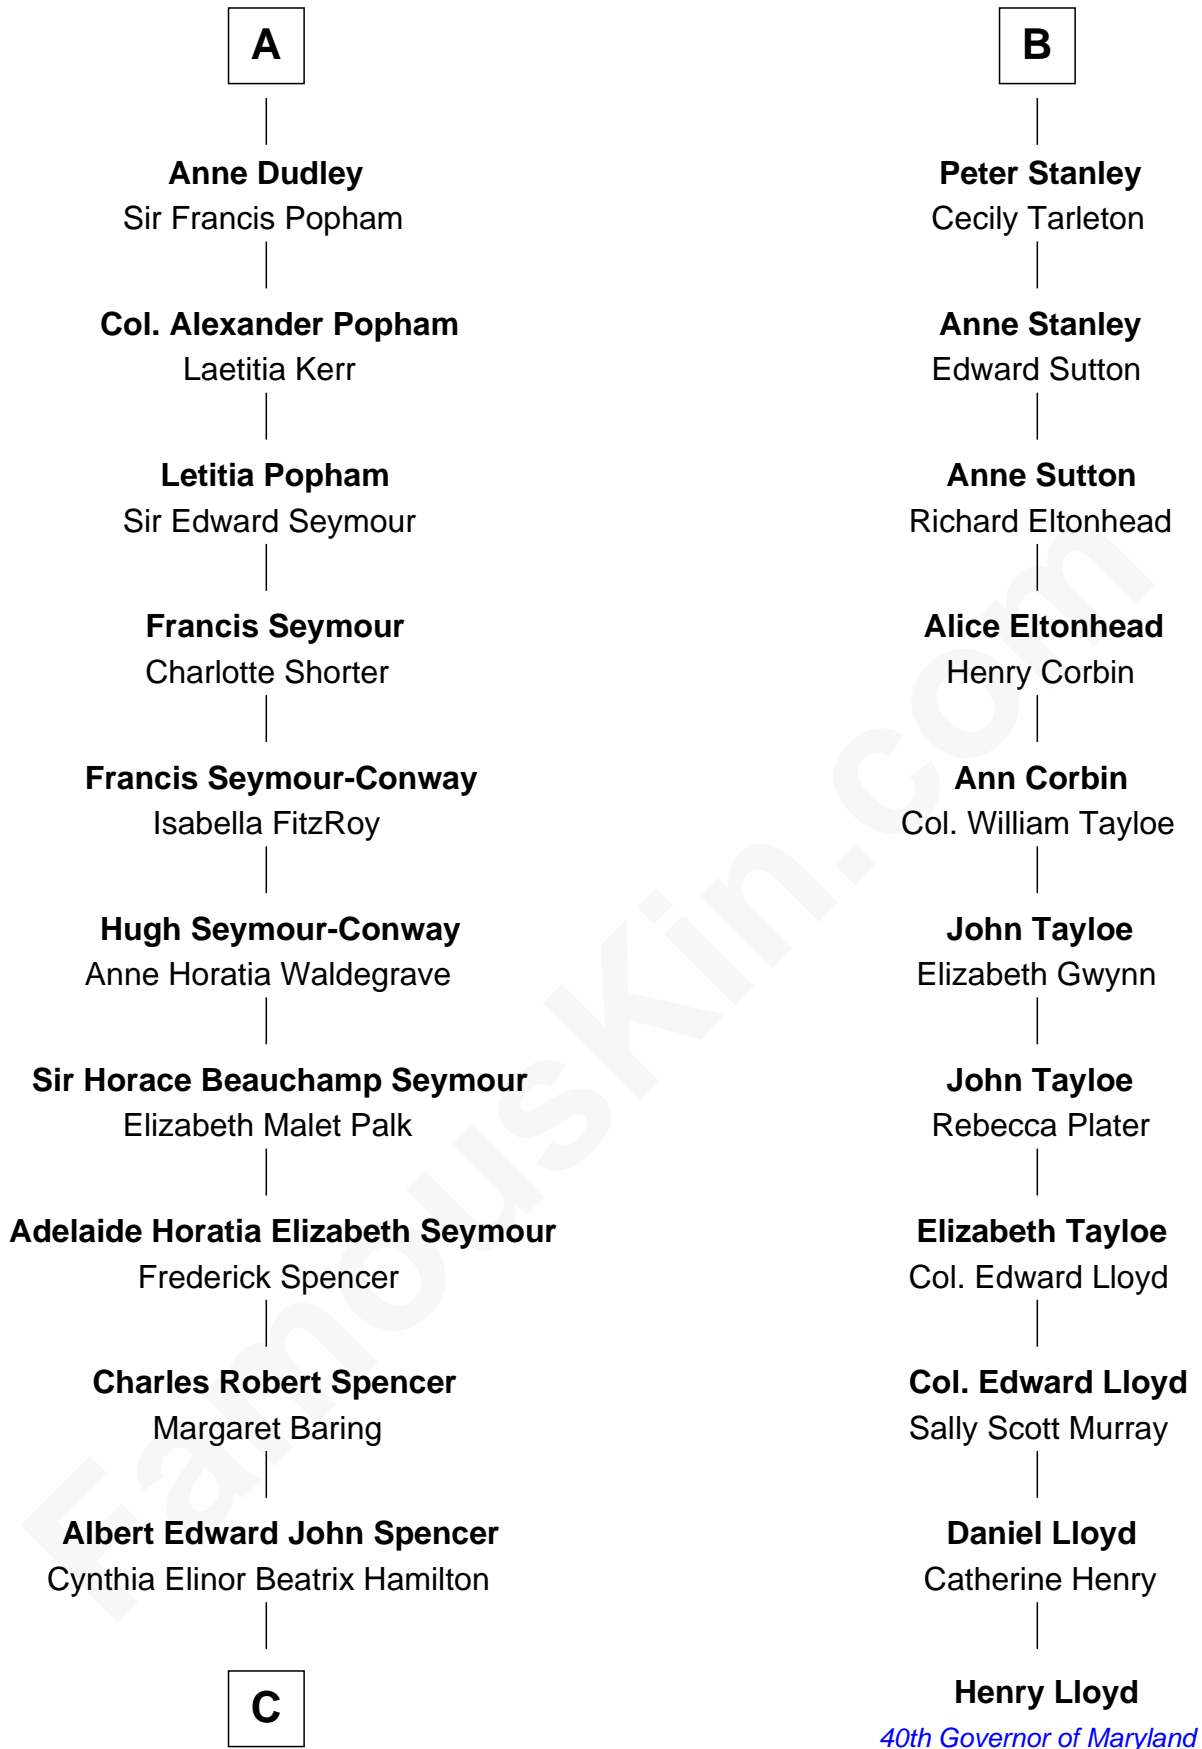 A
Anne Dudley
Sir Francis Popham
Col. Alexander Popham
Laetitia Kerr
Letitia Popham
Sir Edward Seymour
Francis Seymour
Charlotte Shorter
Francis Seymour-Conway
Isabella FitzRoy
Hugh Seymour-Conway
Anne Horatia Waldegrave
Sir Horace Beauchamp Seymour
Elizabeth Malet Palk
Adelaide Horatia Elizabeth Seymour
Frederick Spencer
Charles Robert Spencer
Margaret Baring
Albert Edward John Spencer
Cynthia Elinor Beatrix Hamilton
C
B
Peter Stanley
Cecily Tarleton
Anne Stanley
Edward Sutton
Anne Sutton
Richard Eltonhead
Alice Eltonhead
Henry Corbin
Ann Corbin
Col. William Tayloe
John Tayloe
Elizabeth Gwynn
John Tayloe
Rebecca Plater
Elizabeth Tayloe
Col. Edward Lloyd
Col. Edward Lloyd
Sally Scott Murray
Daniel Lloyd
Catherine Henry
Henry Lloyd
40th Governor of Maryland
FamousKin.com